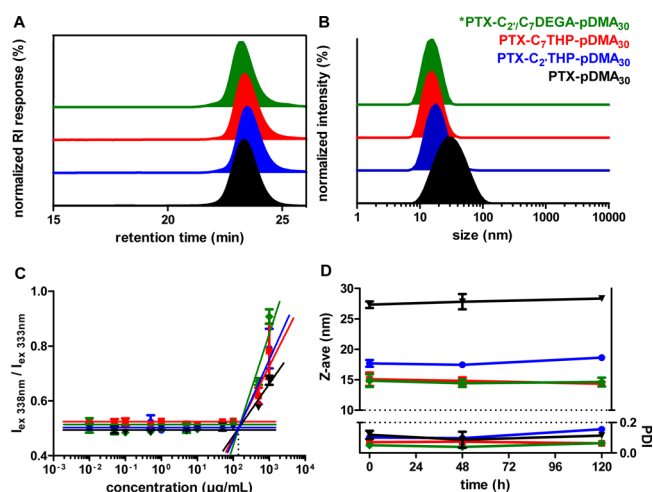 A
normalized RI response (%)
15 20 25
retention time (min)
B
*PTX-C2'/C7DEGA-pDMA30
PTX-C7THP-pDMA30
PTX-C2'THP-pDMA30
PTX-pDMA30
normalized intensity (%)
1 10 100 1000 10000
size (nm)
C
Iex 338nm / Iex 333nm
1.0
0.8
0.6
0.4
10⁻³ 10⁻² 10⁻¹ 10⁰ 10¹ 10² 10³ 10⁴
concentration (µg/mL)
D
Z-ave (nm)
30
25
20
15
10
0.2
0.0
PDI
0 24 48 72 96 120
time (h)